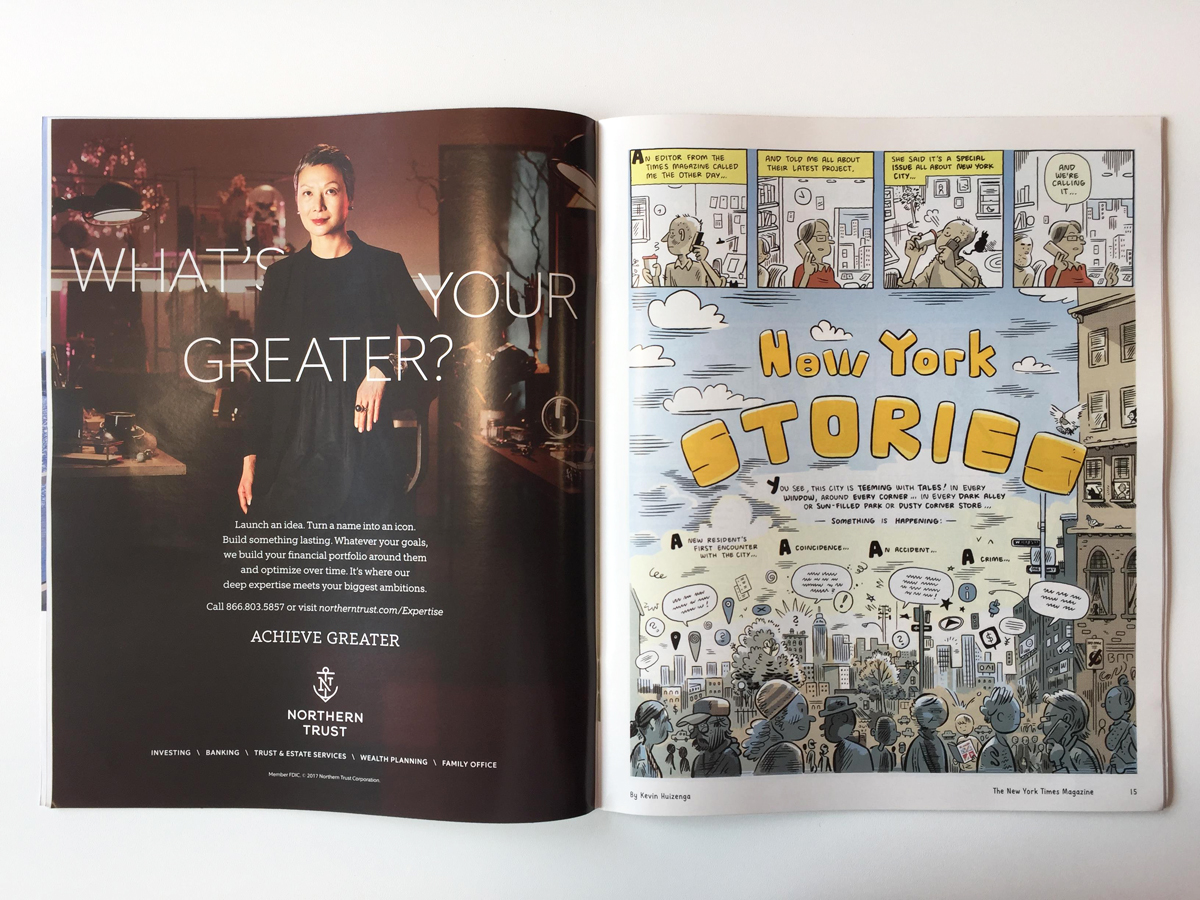 WHAT'S YOUR
GREATER?
Launch an idea. Turn a name into an icon.
Build something lasting. Whatever your goals,
we build your financial portfolio around them
and optimize over time. It's where our
deep expertise meets your biggest ambitions.
Call 866.803.5857 or visit northerntrust.com/Expertise
ACHIEVE GREATER
NT
NORTHERN
TRUST
INVESTING \ BANKING \ TRUST & ESTATE SERVICES \ WEALTH PLANNING \ FAMILY OFFICE
Member FDIC. © 2017 Northern Trust Corporation.
AN EDITOR FROM THE
TIMES MAGAZINE CALLED
ME THE OTHER DAY...
AND TOLD ME ALL ABOUT
THEIR LATEST PROJECT.
SHE SAID IT'S A SPECIAL
ISSUE ALL ABOUT NEW YORK
CITY...
AND
WE'RE
CALLING
IT...
New York
STORIES
YOU SEE, THIS CITY IS TEEMING WITH TALES! IN EVERY
WINDOW, AROUND EVERY CORNER... IN EVERY DARK ALLEY
OR SUN-FILLED PARK OR DUSTY CORNER STORE...
— SOMETHING IS HAPPENING: —
A NEW RESIDENT'S
FIRST ENCOUNTER
WITH THE CITY...
A COINCIDENCE...
AN ACCIDENT...
A CRIME...
By Kevin Huizenga
The New York Times Magazine 15